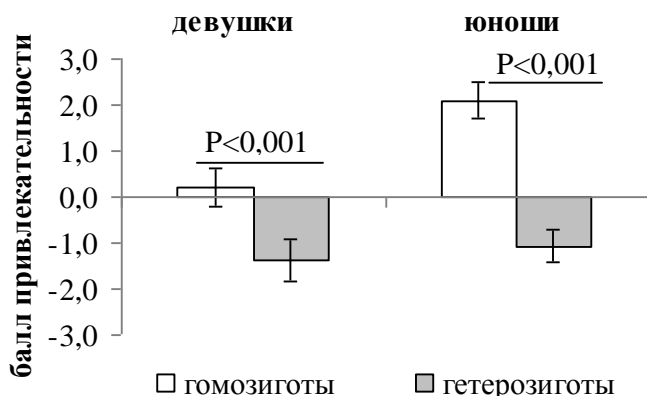 девушки юноши
балл привлекательности
3,0
2,0
1,0
0,0
-1,0
-2,0
-3,0
P<0,001
P<0,001
гомозиготы гетерозиготы